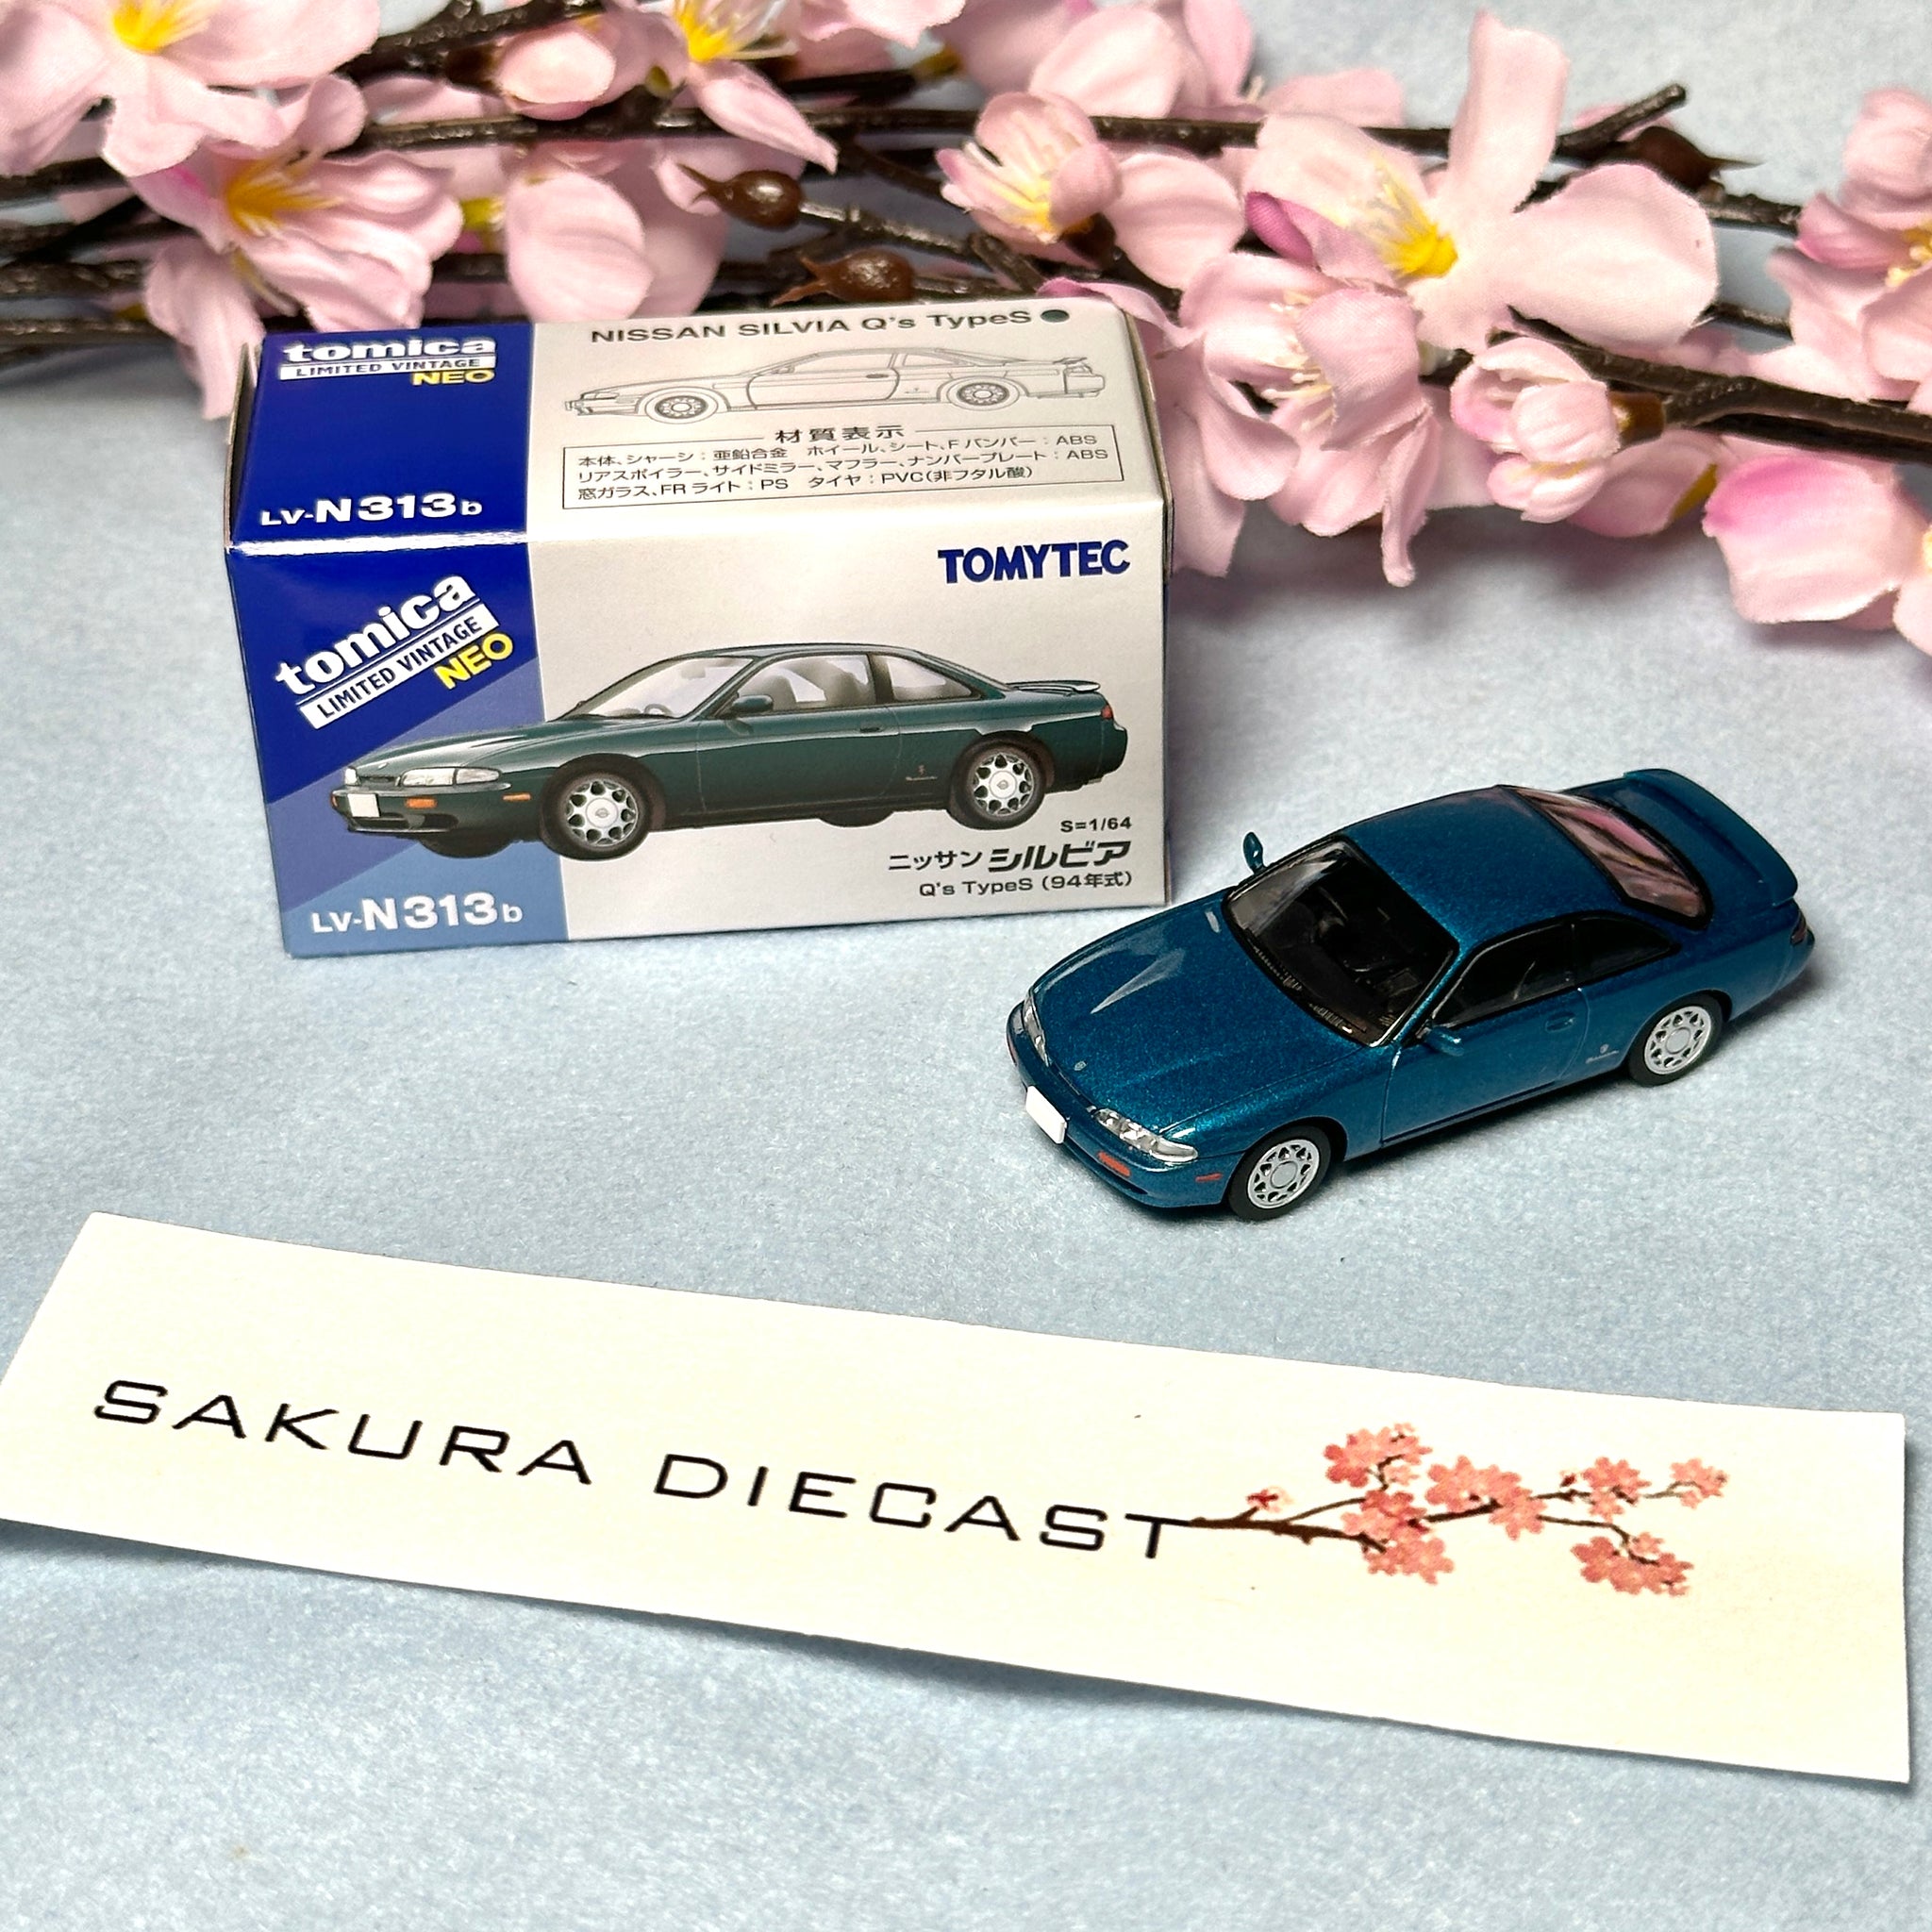 tomica
LIMITED VINTAGE
NEO
LV-N313b
NISSAN SILVIA Q's TypeS ●
材質表示
本体、シャーシ：亜鉛合金 ホイール、シート、Fバンパー：ABS
リアスポイラー、サイドミラー、マフラー、ナンバープレート：ABS
窓ガラス、FRライト：PS タイヤ：PVC(非フタル酸)
TOMYTEC
tomica
LIMITED VINTAGE
NEO
S=1/64
ニッサン シルビア
Q's TypeS (94年式)
LV-N313b
SAKURA DIECAST